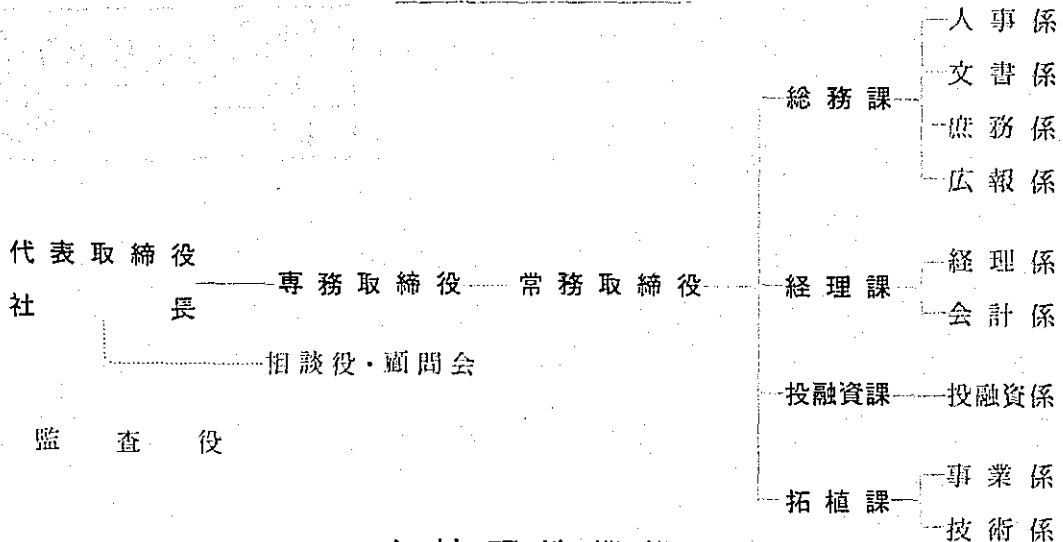 人事係
文書係
総務課
庶務係
広報係
代表取締役
社長
専務取締役
常務取締役
経理課
経理係
会計係
相談役・顧問会
投融資課
投融資係
監査役
拓植課
事業係
技術係